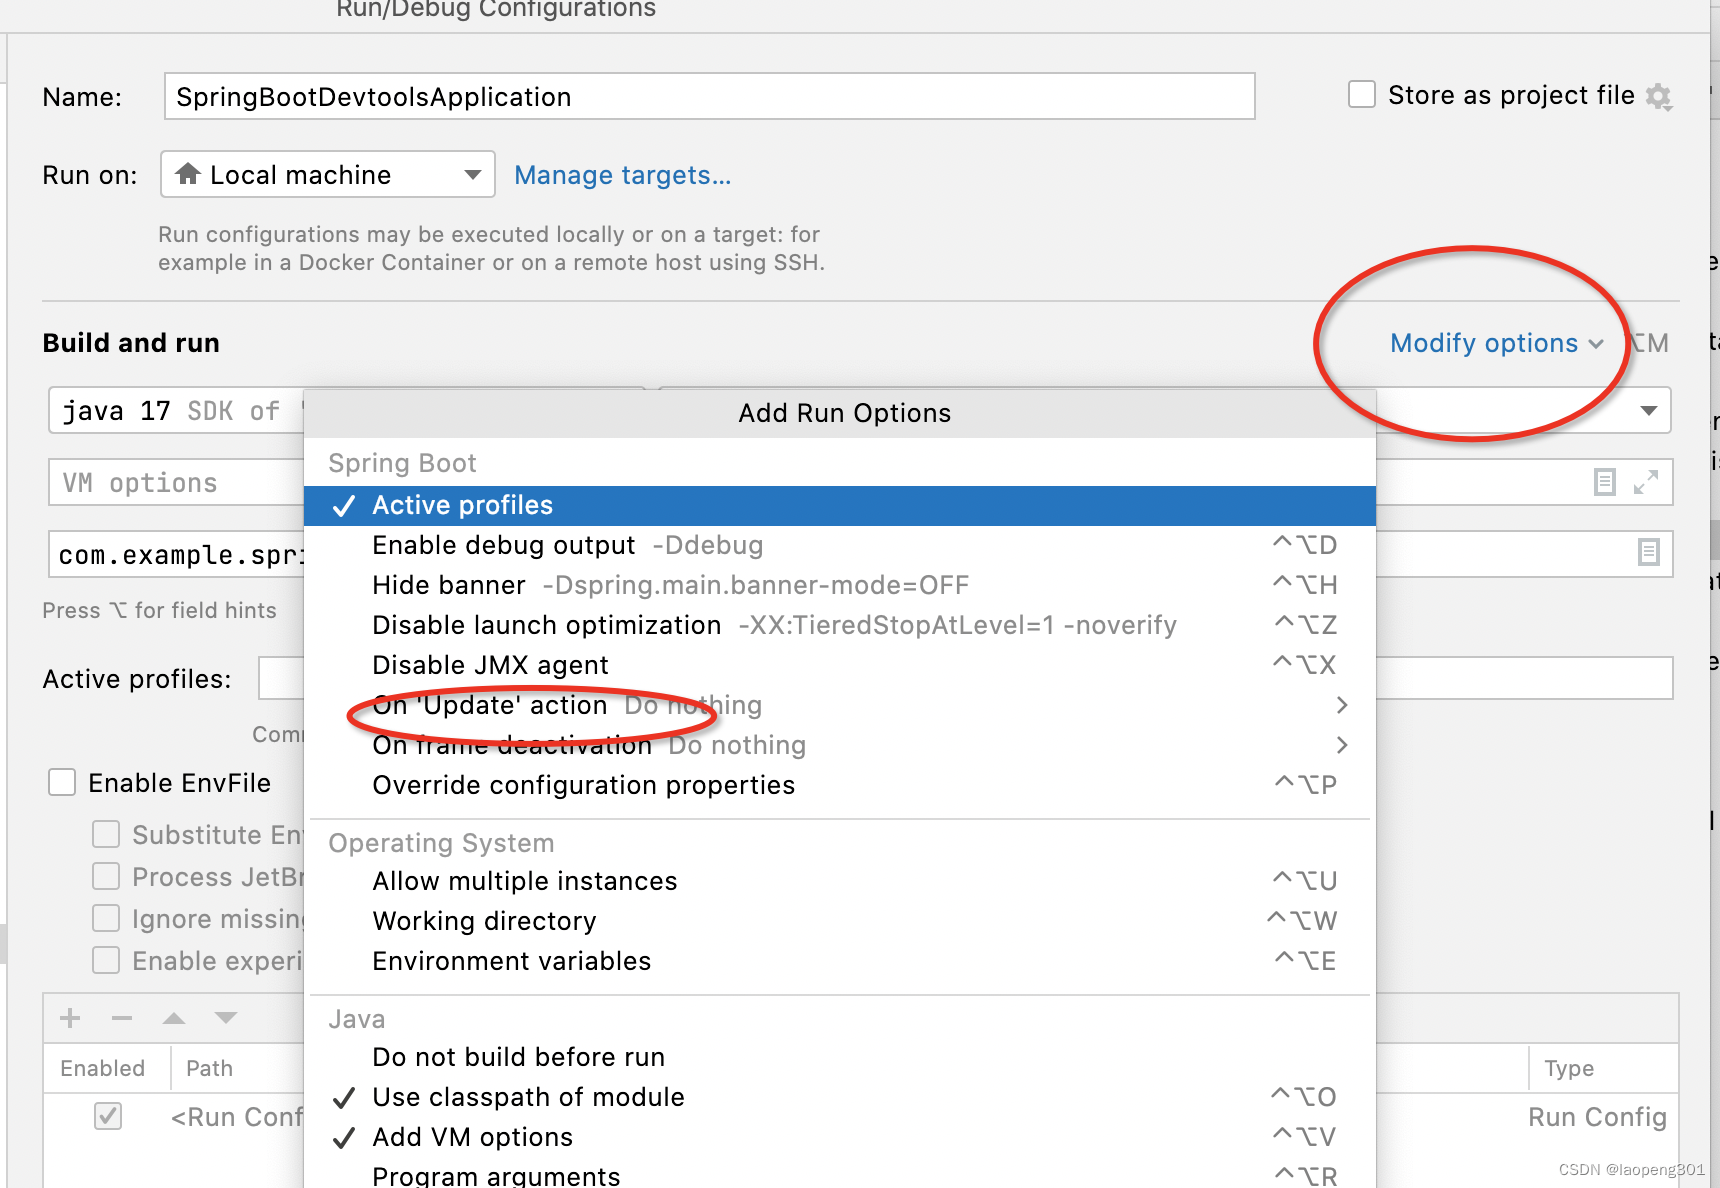 Run/Debug Configurations
Name: SpringBootDevtoolsApplication Store as project file
Run on: Local machine Manage targets...
Run configurations may be executed locally or on a target: for
example in a Docker Container or on a remote host using SSH.
Build and run Modify options ⌥M
java 17 SDK of '
Add Run Options
Spring Boot
VM options
✓ Active profiles
Enable debug output -Ddebug ^⌥D
com.example.spri
Hide banner -Dspring.main.banner-mode=OFF ^⌥H
Press ⌥ for field hints
Disable launch optimization -XX:TieredStopAtLevel=1 -noverify ^⌥Z
Disable JMX agent ^⌥X
Active profiles:
On 'Update' action Do nothing >
Comm
On frame deactivation Do nothing >
Enable EnvFile
Override configuration properties ^⌥P
Substitute Env
Operating System
Process JetBr
Allow multiple instances ^⌥U
Ignore missing
Working directory ^⌥W
Enable experi
Environment variables ^⌥E
Java
Enabled Path Type
Do not build before run
✓ Use classpath of module ^⌥O
<Run Conf Run Config
✓ Add VM options ^⌥V
Program arguments ^⌥R
CSDN @laopeng301